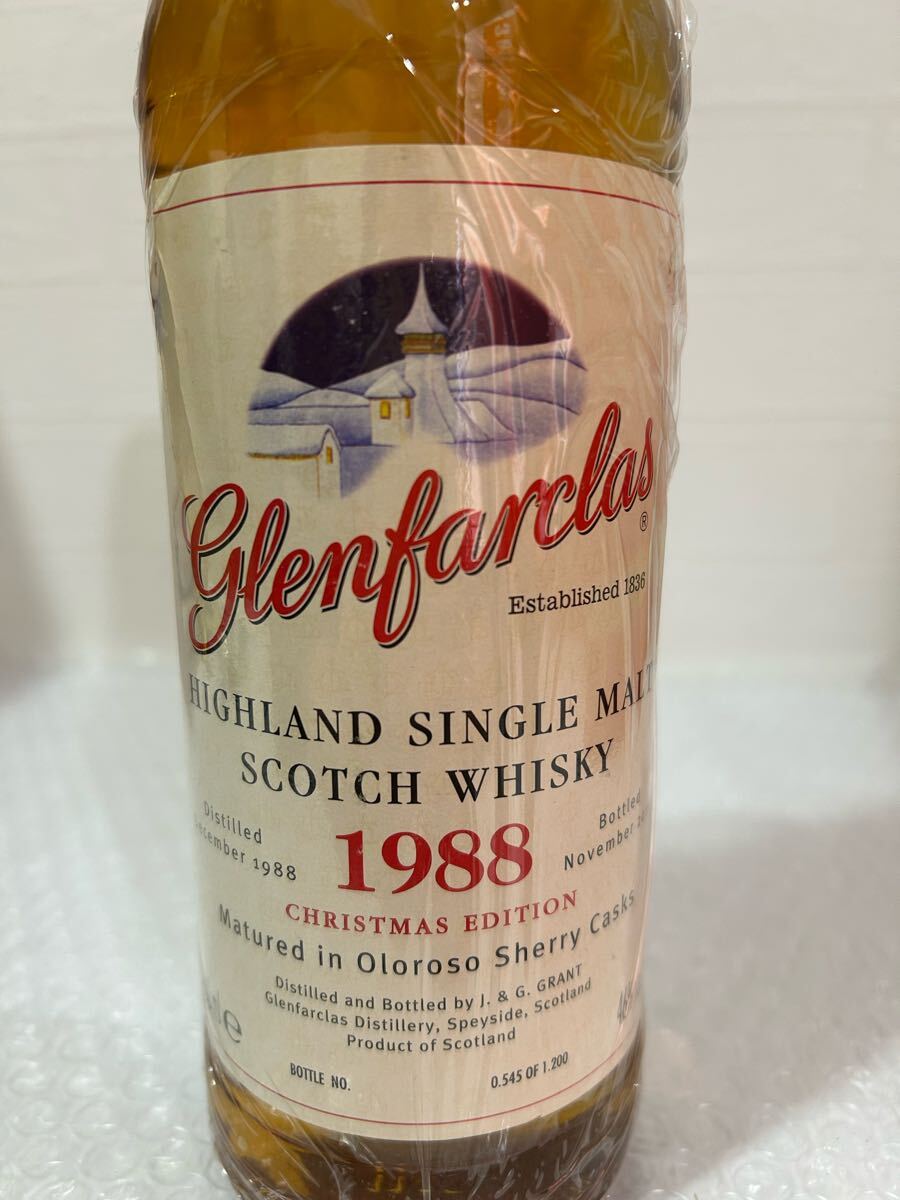 Glenfarclas
®
Established 1836
HIGHLAND SINGLE MALT
SCOTCH WHISKY
Distilled
December 1988
1988
Bottled
November
CHRISTMAS EDITION
Matured in Oloroso Sherry Casks
Distilled and Bottled by J. & G. GRANT
Glenfarclas Distillery, Speyside, Scotland
Product of Scotland
BOTTLE NO. 0.545 OF 1.200